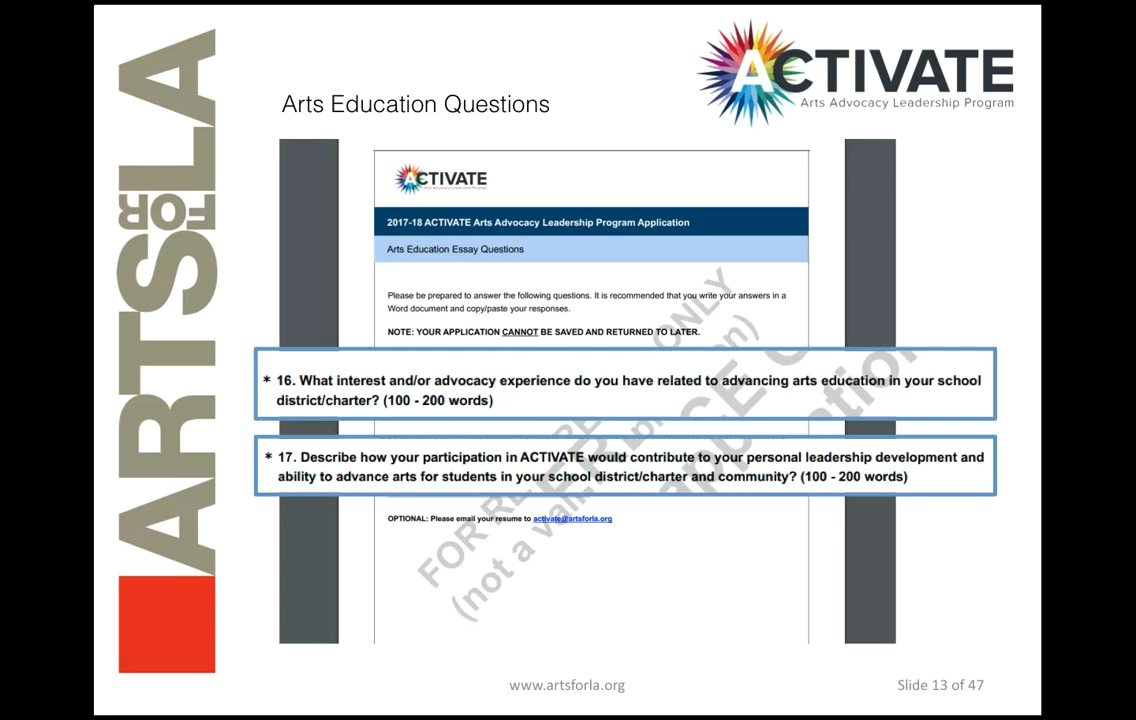 ARTS FOR LA
ACTIVATE
Arts Advocacy Leadership Program
Arts Education Questions
ACTIVATE
2017-18 ACTIVATE Arts Advocacy Leadership Program Application
Arts Education Essay Questions
Please be prepared to answer the following questions. It is recommended that you write your answers in a
Word document and copy/paste your responses.
NOTE: YOUR APPLICATION CANNOT BE SAVED AND RETURNED TO LATER.
* 16. What interest and/or advocacy experience do you have related to advancing arts education in your school
district/charter? (100 - 200 words)
* 17. Describe how your participation in ACTIVATE would contribute to your personal leadership development and
ability to advance arts for students in your school district/charter and community? (100 - 200 words)
OPTIONAL: Please email your resume to activate@artsforla.org
FOR ONLY
(not a
www.artsforla.org
Slide 13 of 47